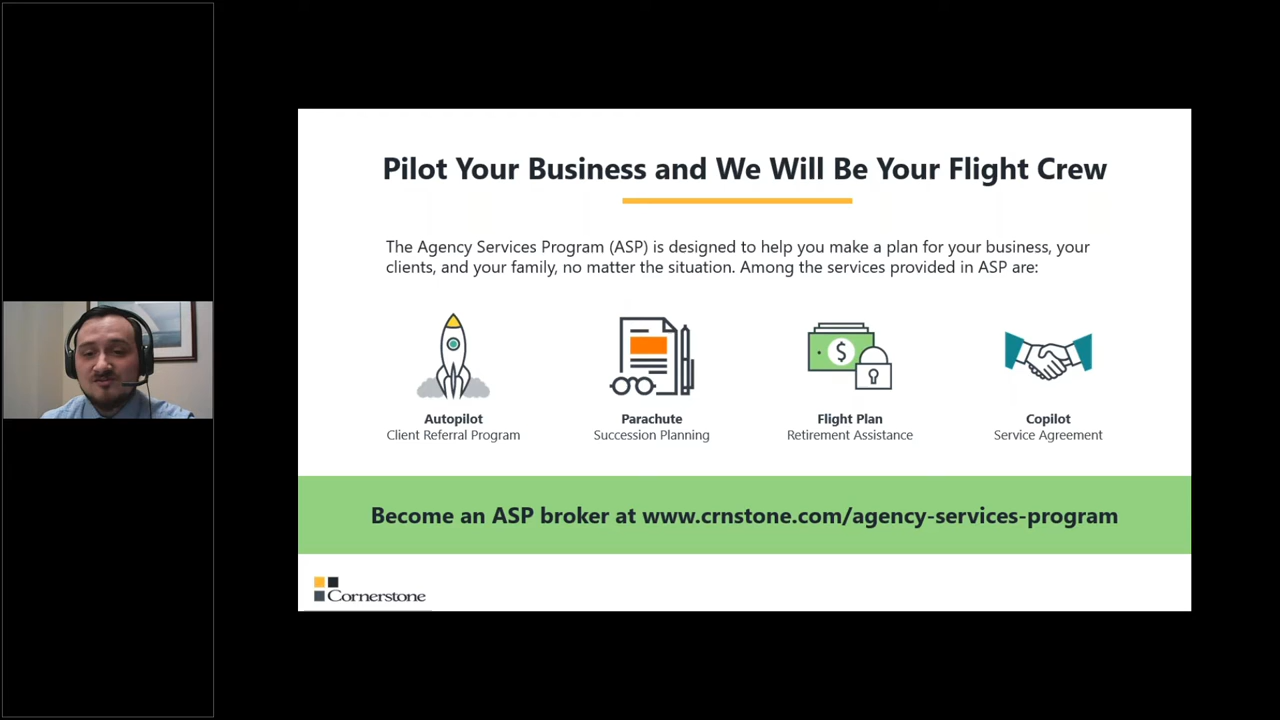 Pilot Your Business and We Will Be Your Flight Crew
The Agency Services Program (ASP) is designed to help you make a plan for your business, your
clients, and your family, no matter the situation. Among the services provided in ASP are:
$
Autopilot
Client Referral Program
Parachute
Succession Planning
Flight Plan
Retirement Assistance
Copilot
Service Agreement
Become an ASP broker at www.crnstone.com/agency-services-program
Cornerstone